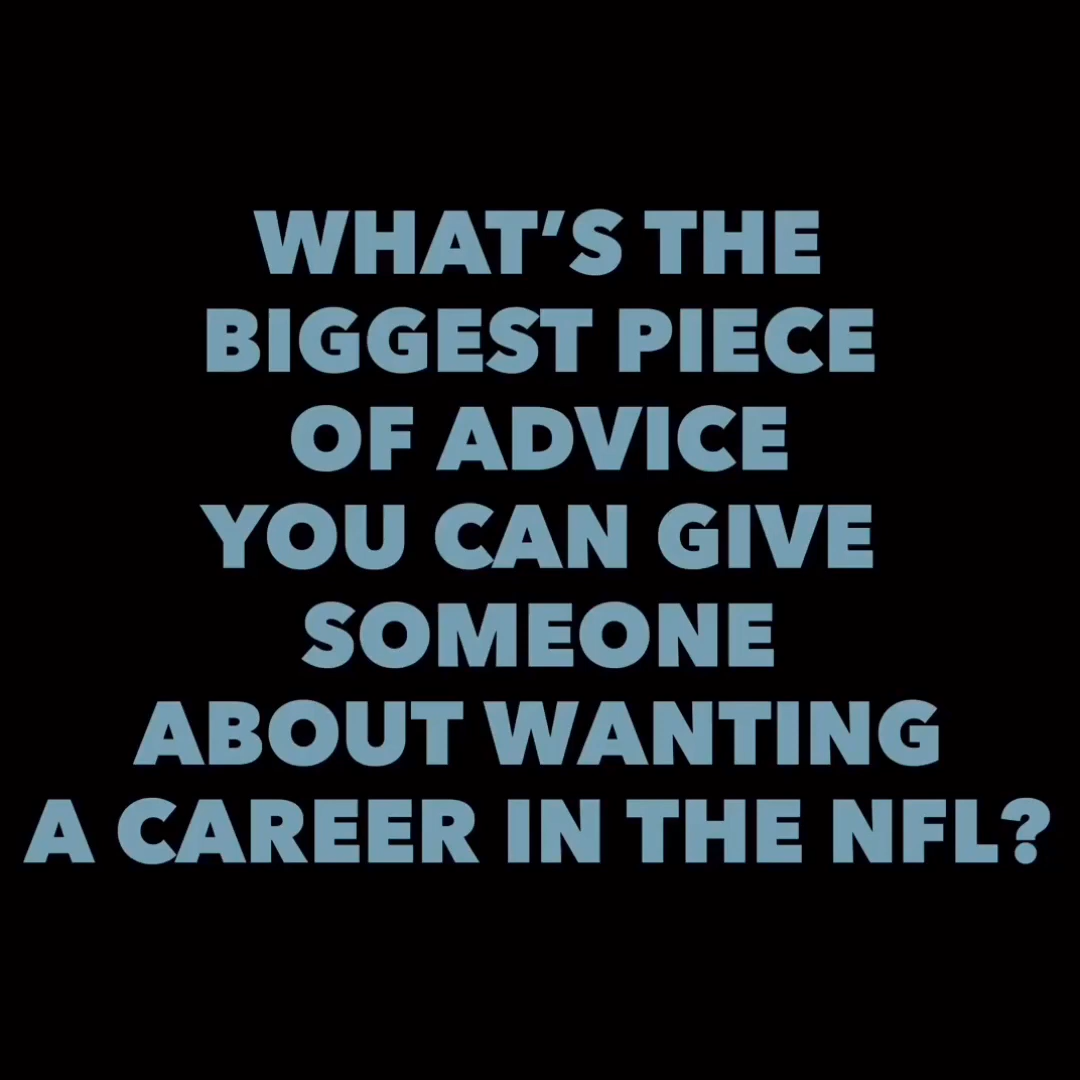 WHAT’S THE
BIGGEST PIECE
OF ADVICE
YOU CAN GIVE
SOMEONE
ABOUT WANTING
A CAREER IN THE NFL?